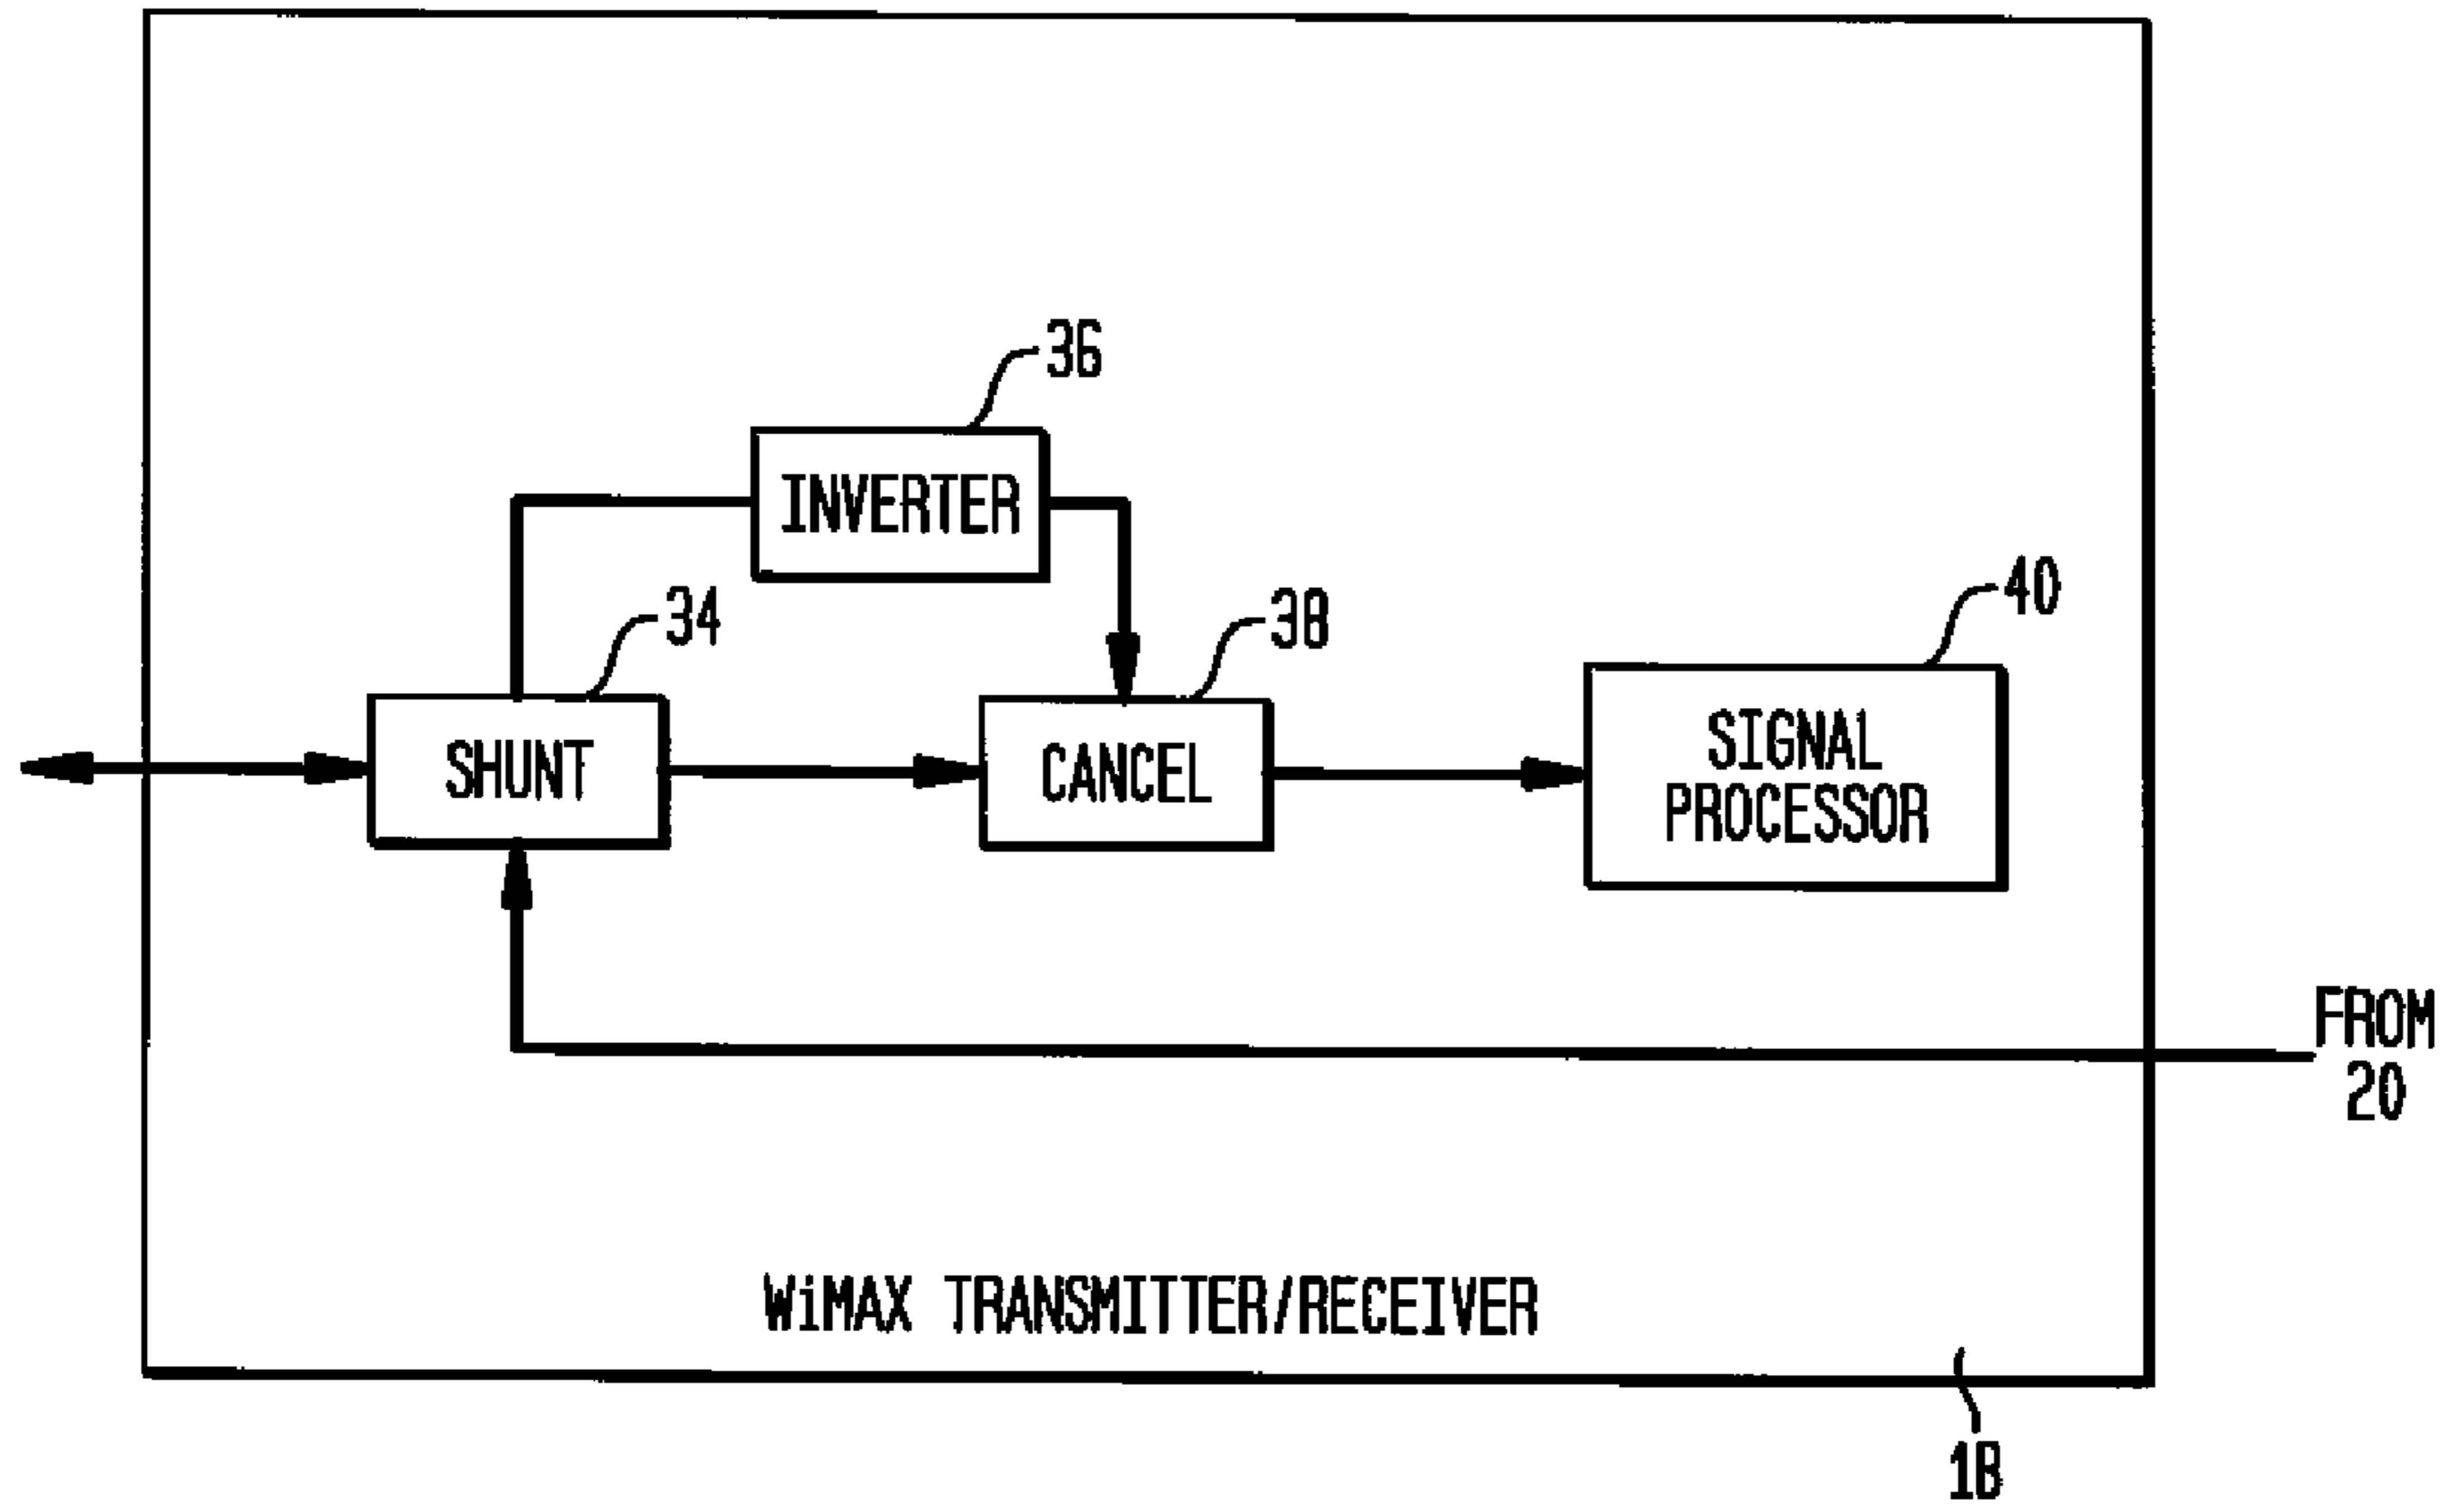 36
INVERTER
34
38
40
SHUNT
CANCEL
SIGNAL
PROCESSOR
FROM
20
WiMAX TRANSMITTER/RECEIVER
18